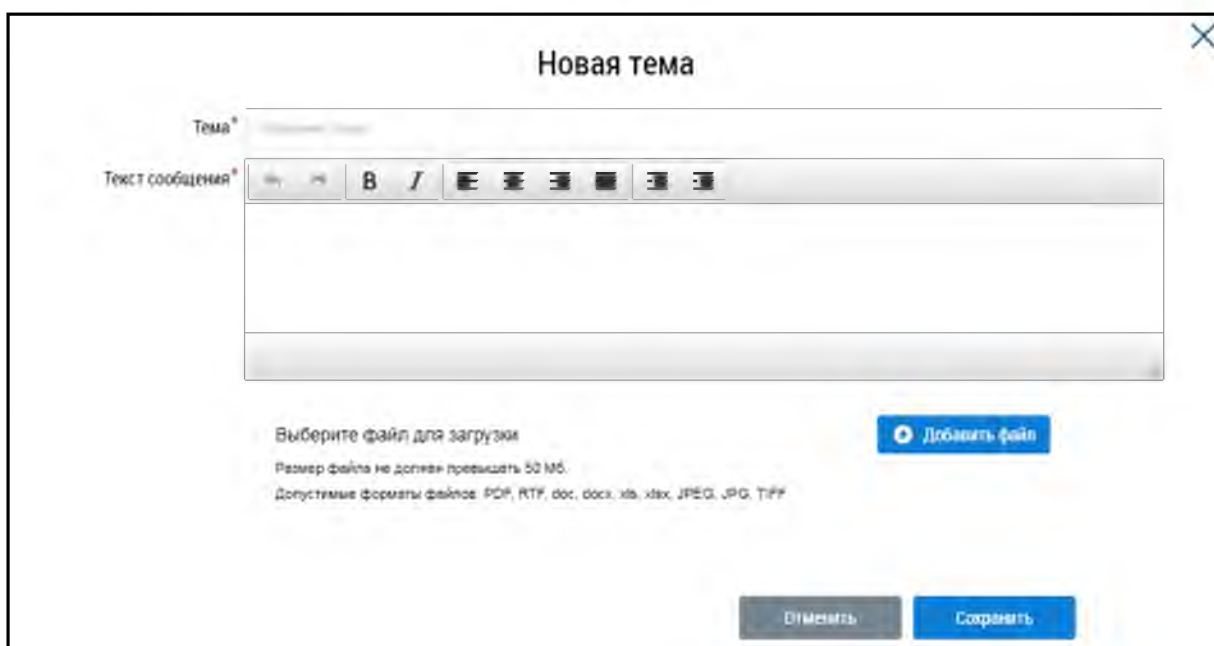 Новая тема
Тема*
Текст сообщения*
B I
Выберите файл для загрузки
Добавить файл
Размер файла не должен превышать 50 Мб.
Допустимые форматы файлов: PDF, RTF, doc, docx, xls, xlsx, JPEG, JPG, TIFF
Отменить Сохранить